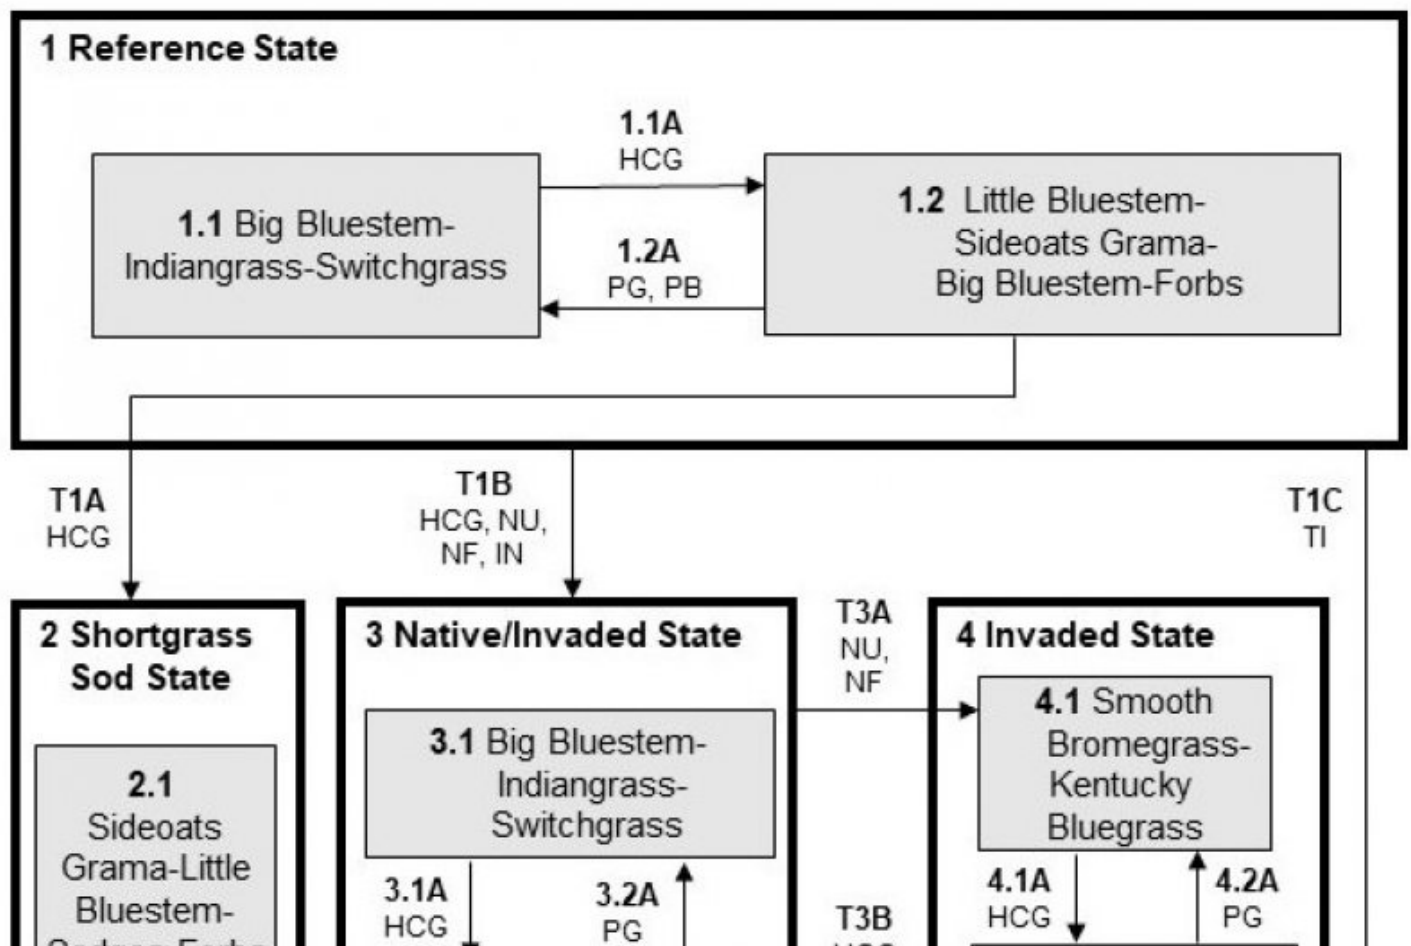 1 Reference State
1.1A
HCG
1.1 Big Bluestem-
Indiangrass-Switchgrass
1.2A
PG, PB
1.2 Little Bluestem-
Sideoats Grama-
Big Bluestem-Forbs
T1A
HCG
T1B
HCG, NU,
NF, IN
T1C
TI
2 Shortgrass
Sod State
2.1
Sideoats
Grama-Little
Bluestem-
3 Native/Invaded State
3.1 Big Bluestem-
Indiangrass-
Switchgrass
3.1A
HCG
3.2A
PG
T3A
NU,
NF
T3B
4 Invaded State
4.1 Smooth
Bromegrass-
Kentucky
Bluegrass
4.1A
HCG
4.2A
PG